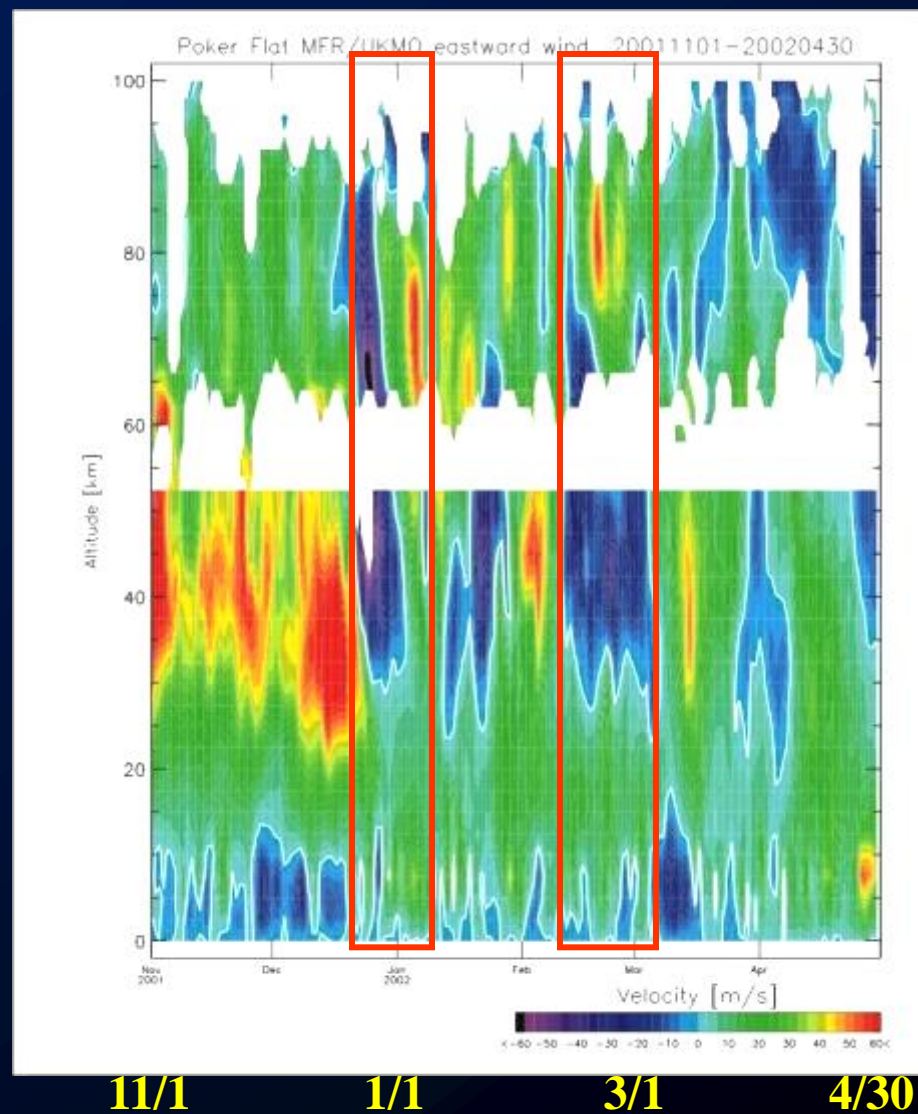 Poker Flat MFR/UKMO eastward wind 20011101-20020430
100
80
60
40
20
0
Altitude [km]
Nov Dec Jan Feb Mar Apr
2001 2002
Velocity [m/s]
<-60 -50 -40 -30 -20 -10 0 10 20 30 40 50 60<
11/1 1/1 3/1 4/30